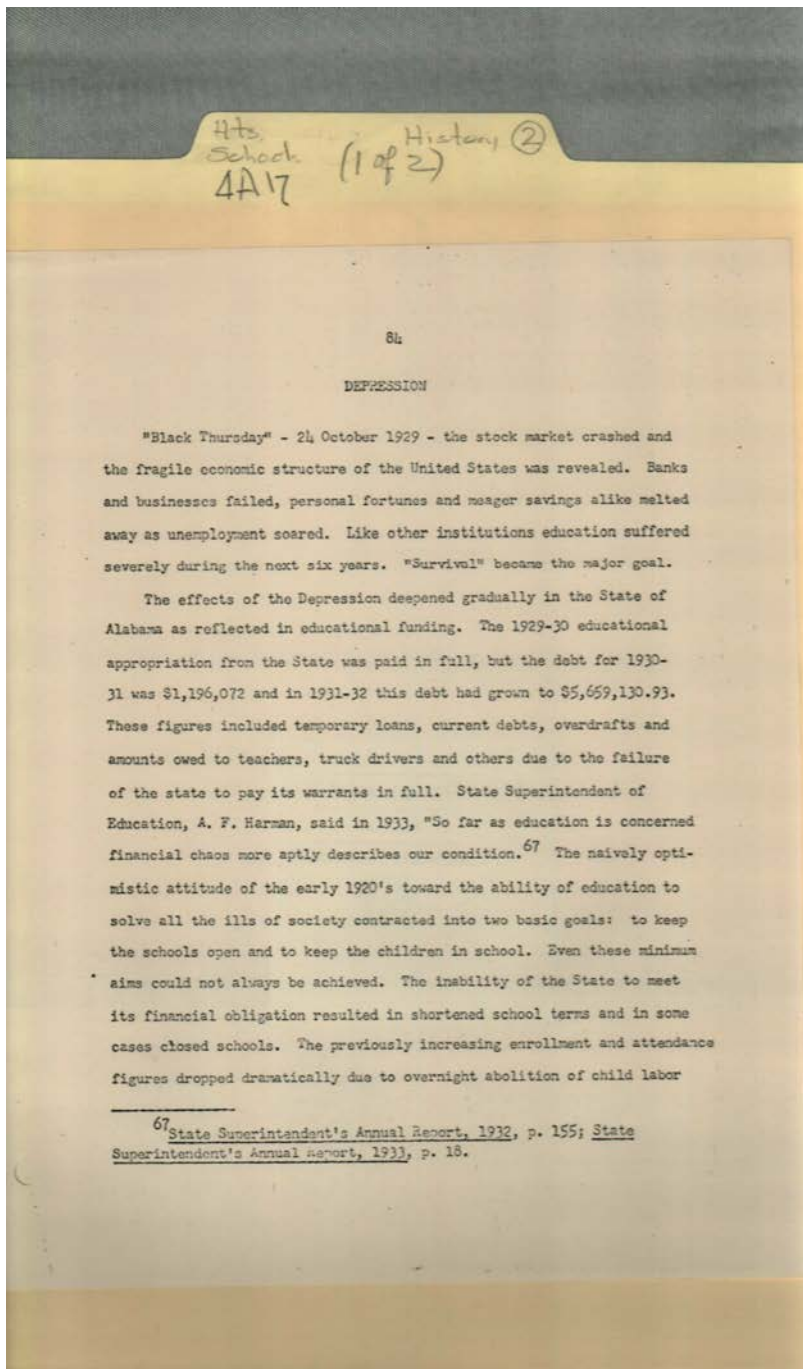 Hts. History ②
School (1 of 2)
4A17
84
DEPRESSION
"Black Thursday" - 24 October 1929 - the stock market crashed and
the fragile economic structure of the United States was revealed. Banks
and businesses failed, personal fortunes and meager savings alike melted
away as unemployment soared. Like other institutions education suffered
severely during the next six years. "Survival" became the major goal.
The effects of the Depression deepened gradually in the State of
Alabama as reflected in educational funding. The 1929-30 educational
appropriation from the State was paid in full, but the debt for 1930-
31 was $1,196,072 and in 1931-32 this debt had grown to $5,659,130.93.
These figures included temporary loans, current debts, overdrafts and
amounts owed to teachers, truck drivers and others due to the failure
of the state to pay its warrants in full. State Superintendent of
Education, A. F. Harman, said in 1933, "So far as education is concerned
financial chaos more aptly describes our condition.67 The naively opti-
mistic attitude of the early 1920's toward the ability of education to
solve all the ills of society contracted into two basic goals: to keep
the schools open and to keep the children in school. Even these minimum
aims could not always be achieved. The inability of the State to meet
its financial obligation resulted in shortened school terms and in some
cases closed schools. The previously increasing enrollment and attendance
figures dropped dramatically due to overnight abolition of child labor
67State Superintendent's Annual Report, 1932, p. 155; State
Superintendent's Annual Report, 1933, p. 18.